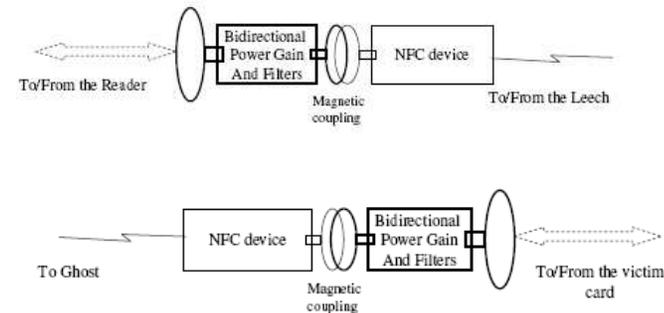 Bidirectional
Power Gain
And Filters
NFC device
To/From the Reader
Magnetic
coupling
To/From the Leech
NFC device
Bidirectional
Power Gain
And Filters
To Ghost
Magnetic
coupling
To/From the victim
card